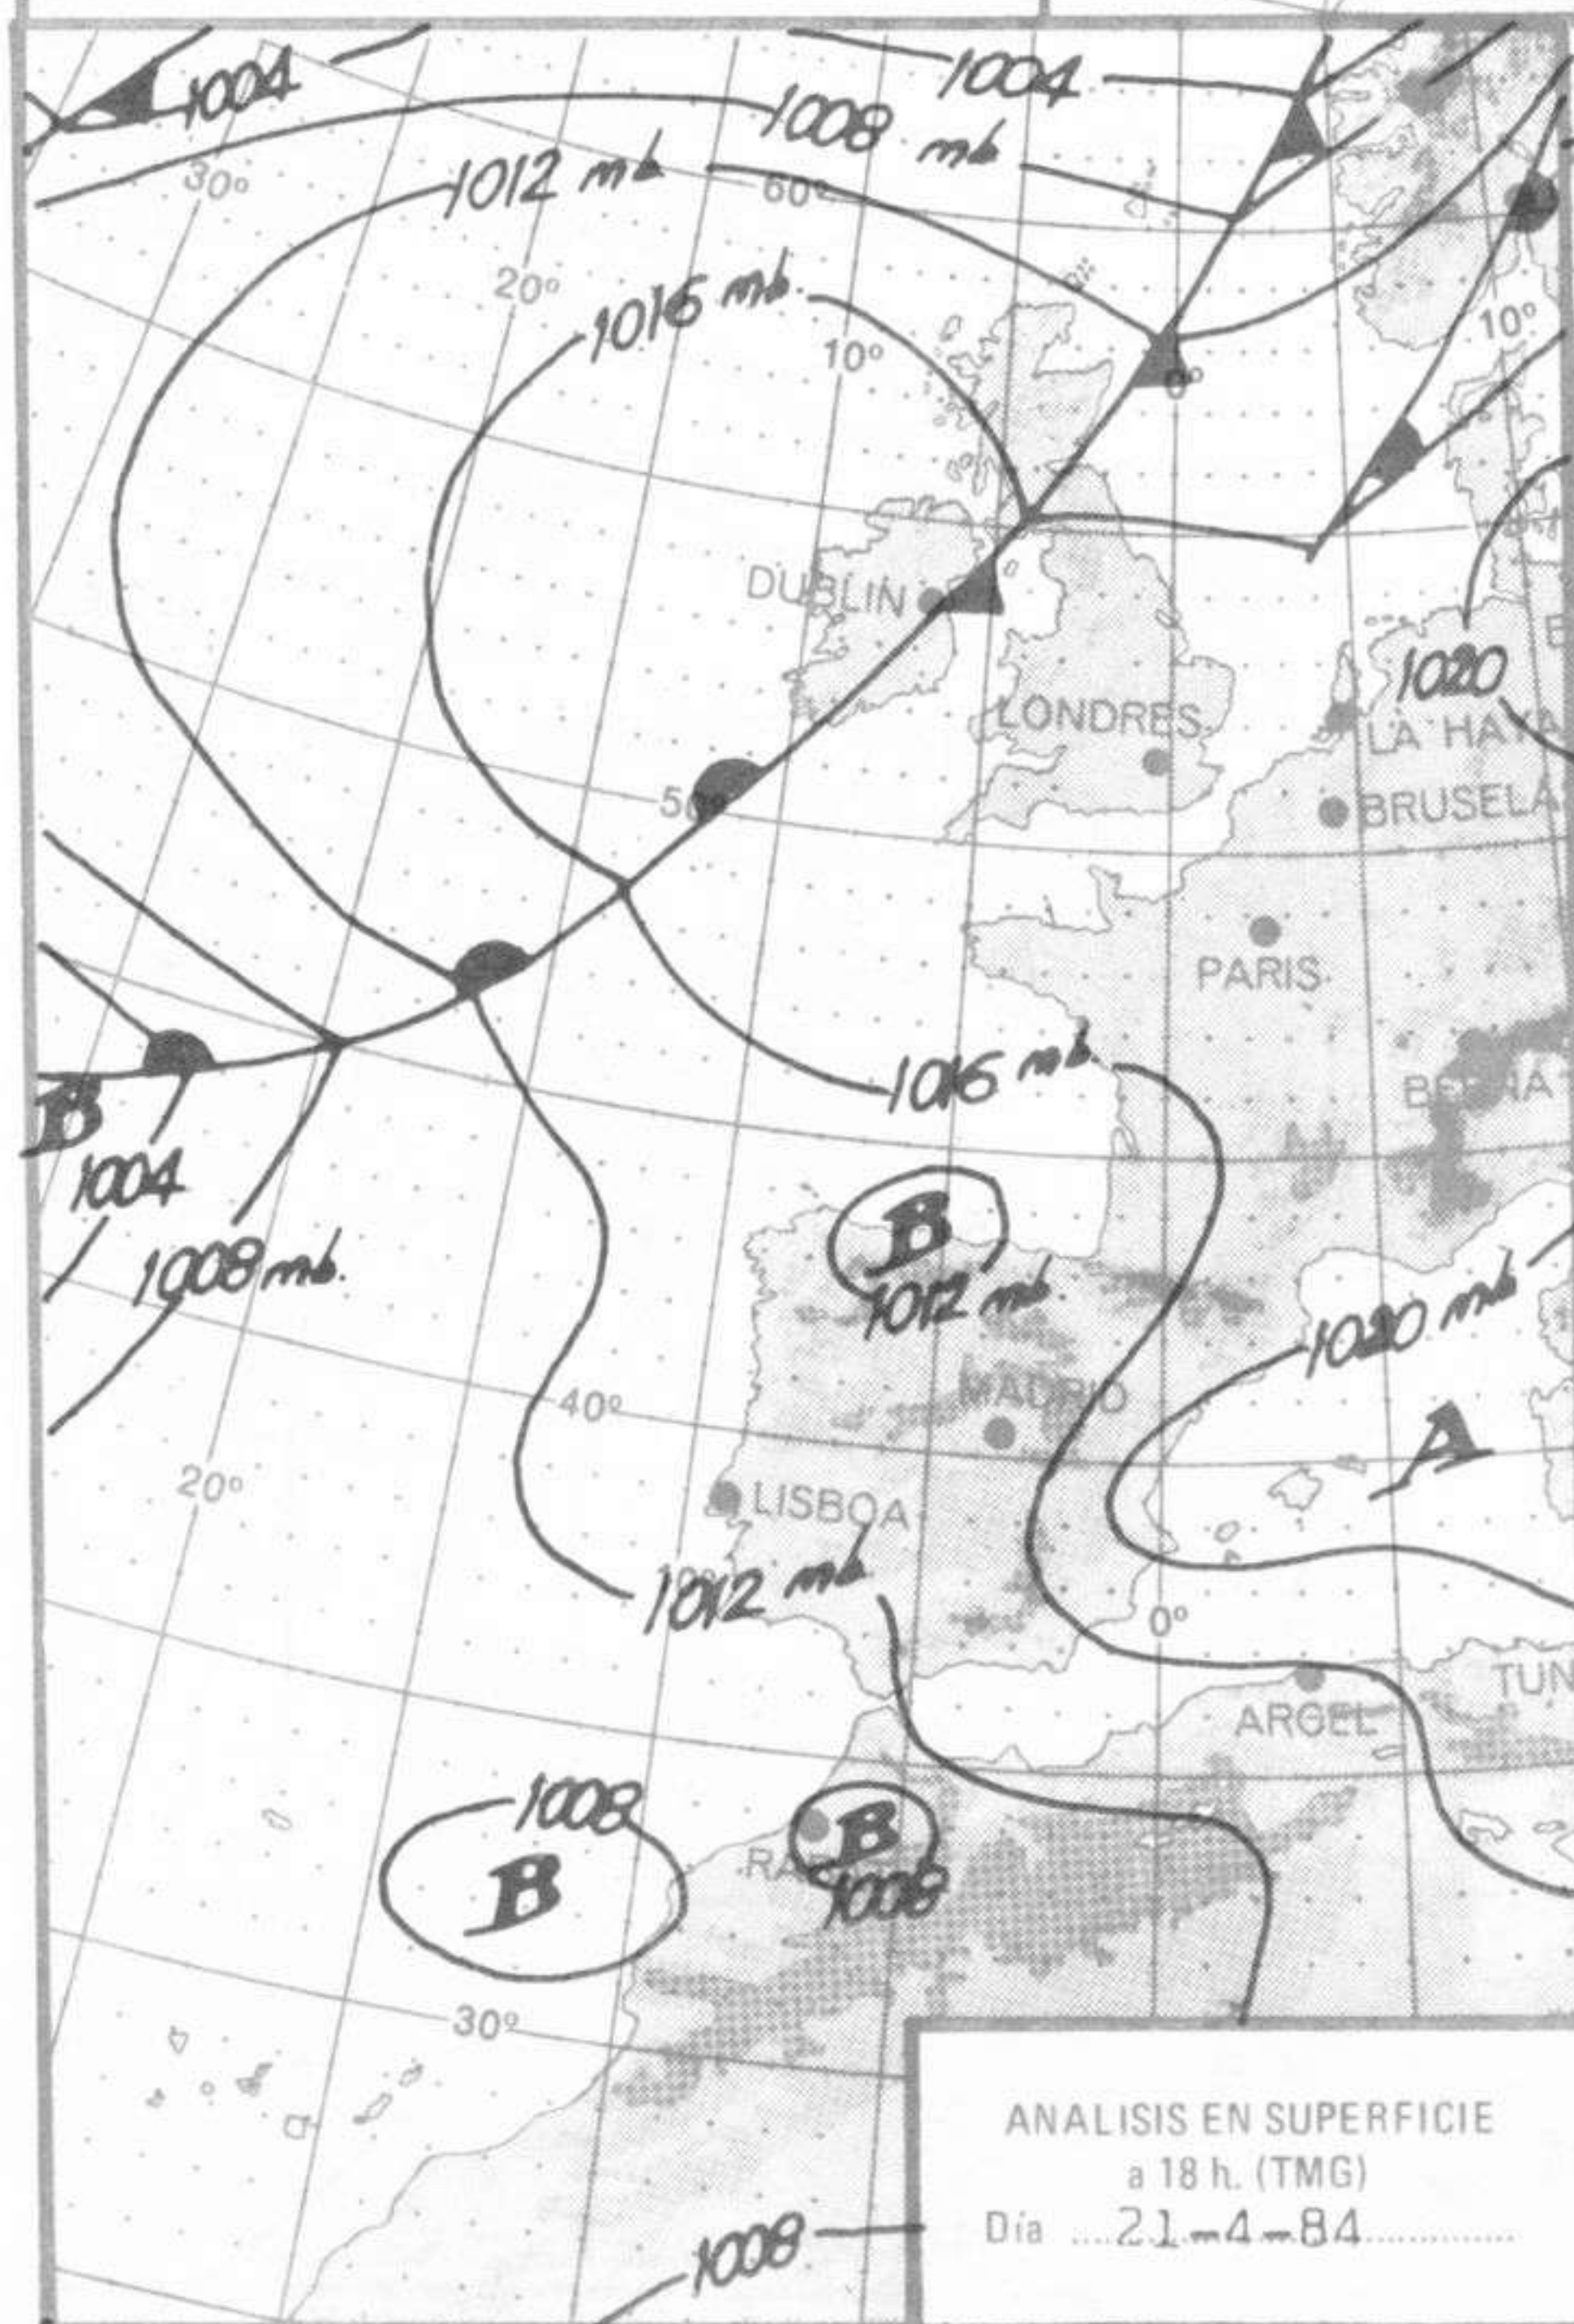 1004
1004
1008 mb
1012 mb
30º
60º
20º
1016 mb.
10º
10º
0º
DUBLIN
1020
LONDRES
LA HAYA
50º
BRUSELA
PARIS
1016 mb.
BERNA
B
1004
B
1012 mb.
1008 mb.
1020 mb
MADRID
40º
A
20º
LISBOA
1012 mb
0º
TUN
ARGEL
1008
B
B
1008
30º
ANALISIS EN SUPERFICIE
a 18 h. (TMG)
Día 21-4-84
1008